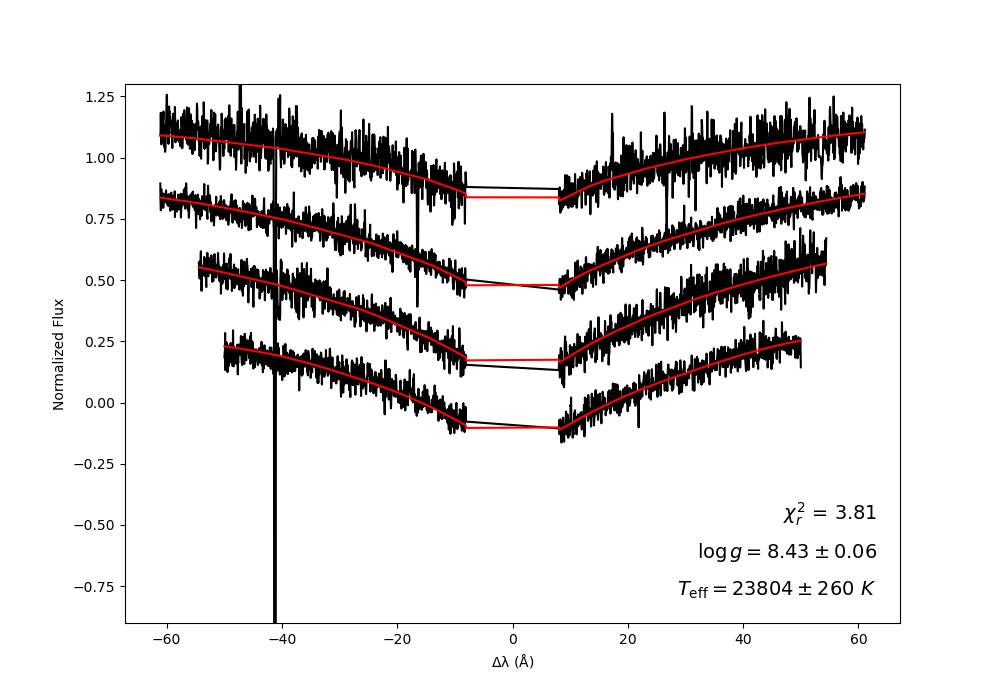 1.25
1.00
0.75
0.50
0.25
0.00
−0.25
−0.50
−0.75
Normalized Flux
χ²ᵣ = 3.81
log g = 8.43 ± 0.06
T_eff = 23804 ± 260 K
−60 −40 −20 0 20 40 60
Δλ (Å)